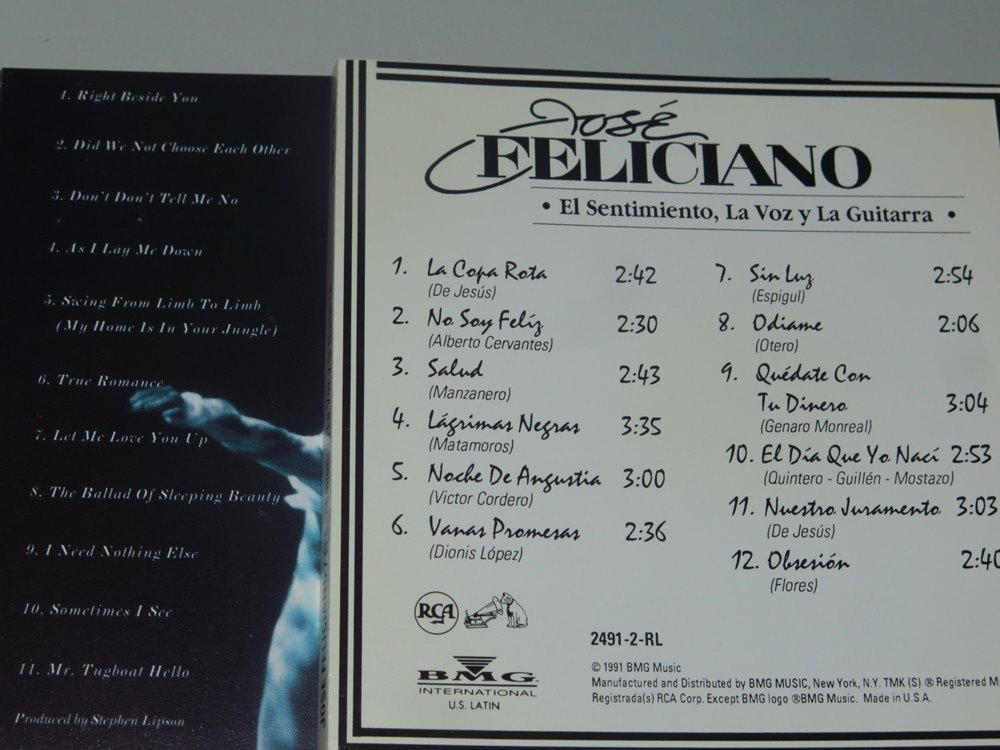 1. Right Beside You
2. Did We Not Choose Each Other
3. Don't Don't Tell Me No
4. As I Lay Me Down
5. Swing From Limb To Limb
(My Home Is In Your Jungle)
6. True Romance
7. Let Me Love You Up
8. The Ballad Of Sleeping Beauty
9. I Need Nothing Else
10. Sometimes I See
11. Mr. Tugboat Hello
Produced by Stephen Lipson
José
FELICIANO
• El Sentimiento, La Voz y La Guitarra •
1. La Copa Rota 2:42
(De Jesús)
2. No Soy Felíz 2:30
(Alberto Cervantes)
3. Salud 2:43
(Manzanero)
4. Lágrimas Negras 3:35
(Matamoros)
5. Noche De Angustia 3:00
(Victor Cordero)
6. Vanas Promesas 2:36
(Dionis López)
7. Sin Luz 2:54
(Espigul)
8. Odiame 2:06
(Otero)
9. Quédate Con
Tu Dinero 3:04
(Genaro Monreal)
10. El Día Que Yo Nací 2:53
(Quintero - Guillén - Mostazo)
11. Nuestro Juramento 3:03
(De Jesús)
12. Obsesión 2:40
(Flores)
RCA
BMG
INTERNATIONAL
U.S. LATIN
2491-2-RL
© 1991 BMG Music
Manufactured and Distributed by BMG MUSIC, New York, N.Y. TMK (S) ® Registered M
Registrada(s) RCA Corp. Except BMG logo ®BMG Music. Made in U.S.A.